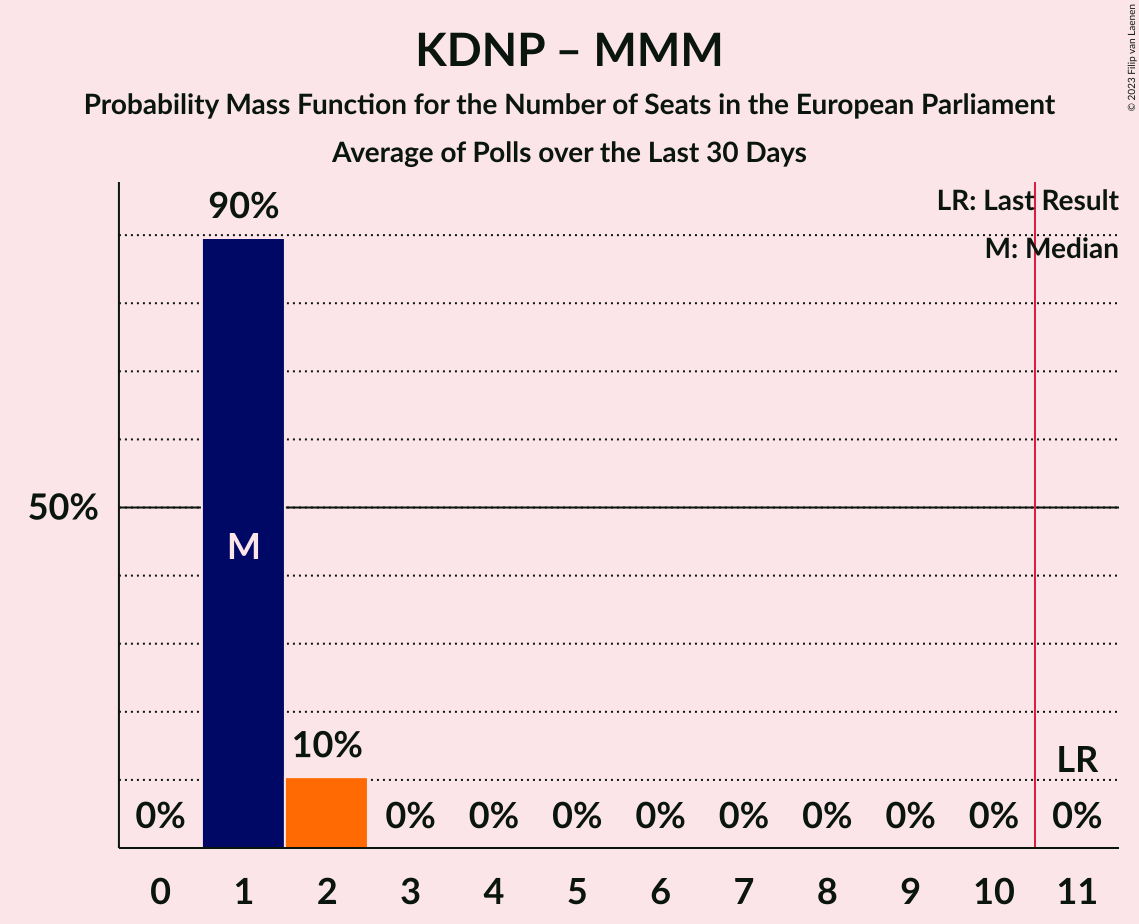 KDNP – MMM
Probability Mass Function for the Number of Seats in the European Parliament
Average of Polls over the Last 30 Days
© 2023 Filip van Laenen
LR: Last Result
M: Median
90%
50%
M
10%
LR
0% 0% 0% 0% 0% 0% 0% 0% 0% 0%
0 1 2 3 4 5 6 7 8 9 10 11